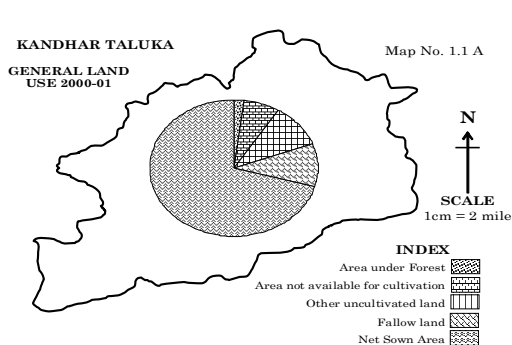 KANDHAR TALUKA
Map No. 1.1 A
GENERAL LAND
USE 2000-01
N
SCALE
1cm = 2 mile
INDEX
Area under Forest
Area not available for cultivation
Other uncultivated land
Fallow land
Net Sown Area